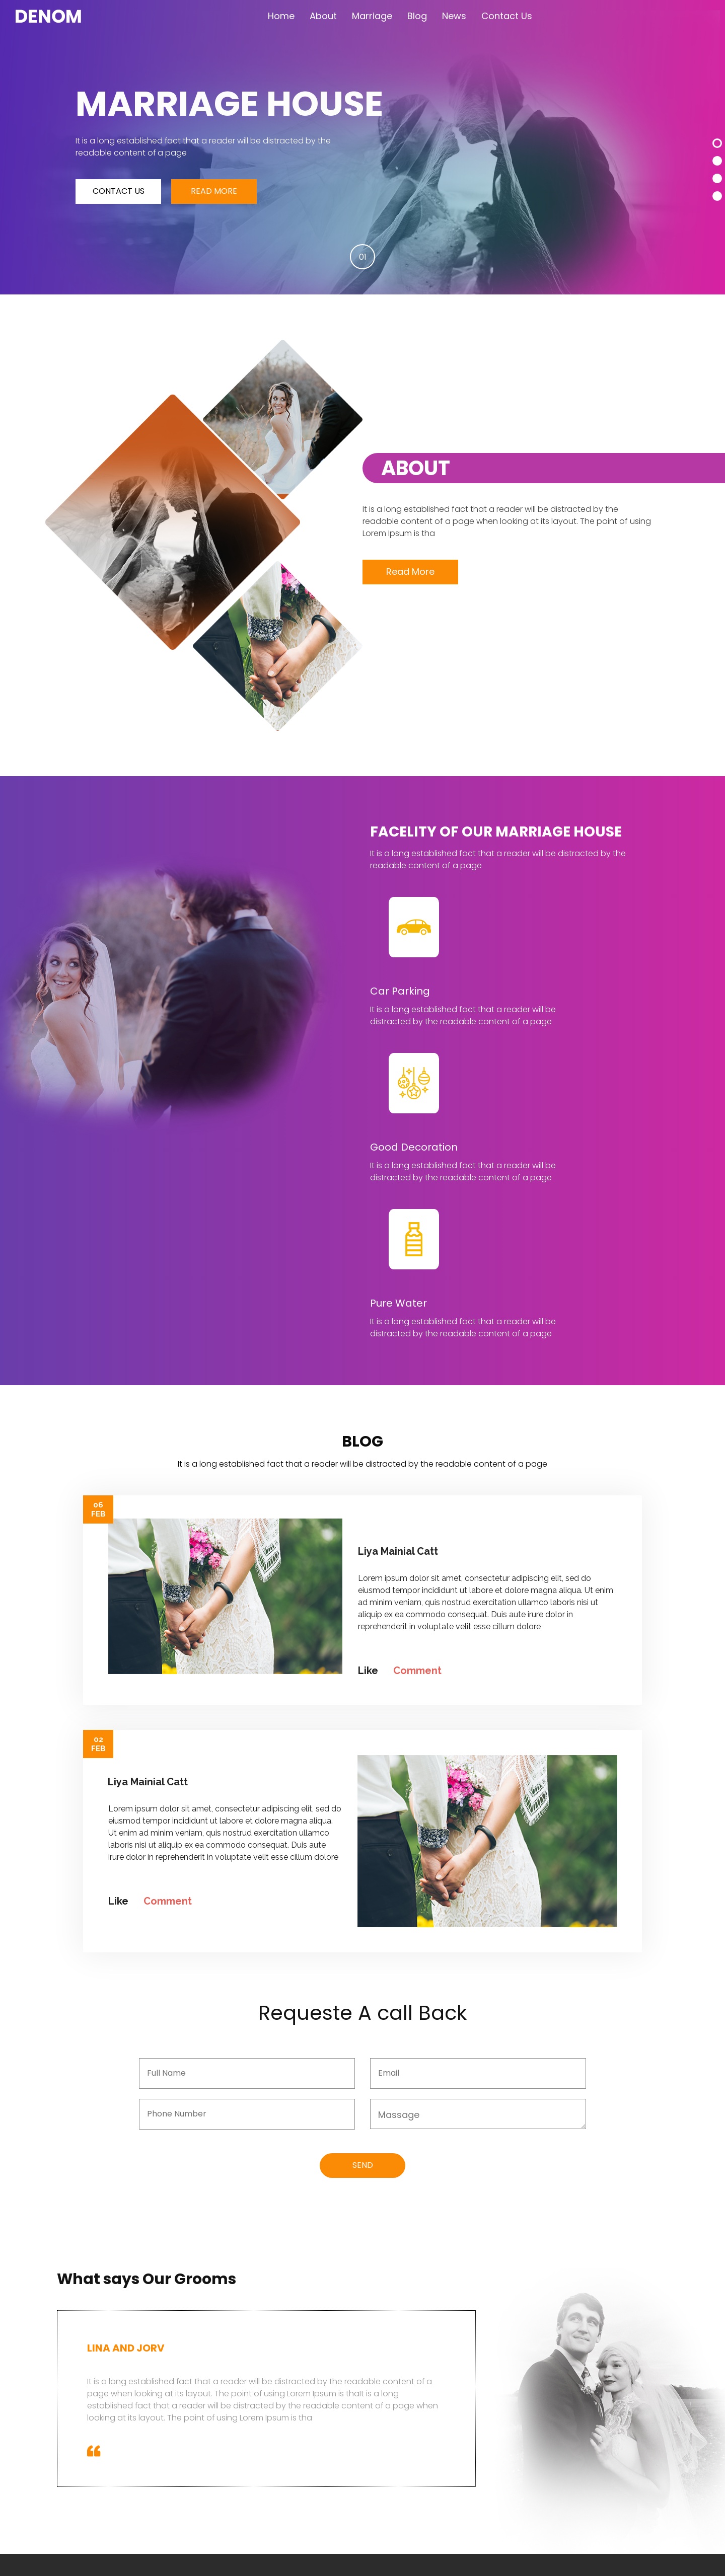 DENOM
Home About Marriage Blog News Contact Us
MARRIAGE HOUSE
It is a long established fact that a reader will be distracted by the
readable content of a page
CONTACT US READ MORE
01
ABOUT
It is a long established fact that a reader will be distracted by the
readable content of a page when looking at its layout. The point of using
Lorem Ipsum is tha
Read More
FACELITY OF OUR MARRIAGE HOUSE
It is a long established fact that a reader will be distracted by the
readable content of a page
Car Parking
It is a long established fact that a reader will be
distracted by the readable content of a page
Good Decoration
It is a long established fact that a reader will be
distracted by the readable content of a page
Pure Water
It is a long established fact that a reader will be
distracted by the readable content of a page
BLOG
It is a long established fact that a reader will be distracted by the readable content of a page
06
FEB
Liya Mainial Catt
Lorem ipsum dolor sit amet, consectetur adipiscing elit, sed do
eiusmod tempor incididunt ut labore et dolore magna aliqua. Ut enim
ad minim veniam, quis nostrud exercitation ullamco laboris nisi ut
aliquip ex ea commodo consequat. Duis aute irure dolor in
reprehenderit in voluptate velit esse cillum dolore
Like Comment
02
FEB
Liya Mainial Catt
Lorem ipsum dolor sit amet, consectetur adipiscing elit, sed do
eiusmod tempor incididunt ut labore et dolore magna aliqua.
Ut enim ad minim veniam, quis nostrud exercitation ullamco
laboris nisi ut aliquip ex ea commodo consequat. Duis aute
irure dolor in reprehenderit in voluptate velit esse cillum dolore
Like Comment
Requeste A call Back
Full Name Email
Phone Number Massage
SEND
What says Our Grooms
LINA AND JORV
It is a long established fact that a reader will be distracted by the readable content of a
page when looking at its layout. The point of using Lorem Ipsum is thaIt is a long
established fact that a reader will be distracted by the readable content of a page when
looking at its layout. The point of using Lorem Ipsum is tha